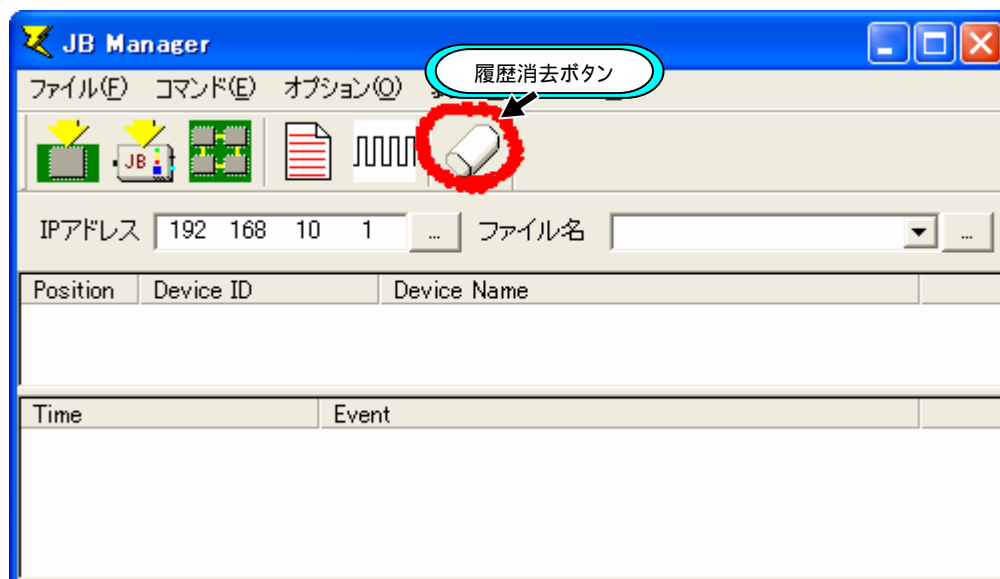 JB Manager
履歴消去ボタン
ファイル(F) コマンド(E) オプション(O)
JB
IPアドレス 192 168 10 1 ... ファイル名 ...
Position Device ID Device Name
Time Event